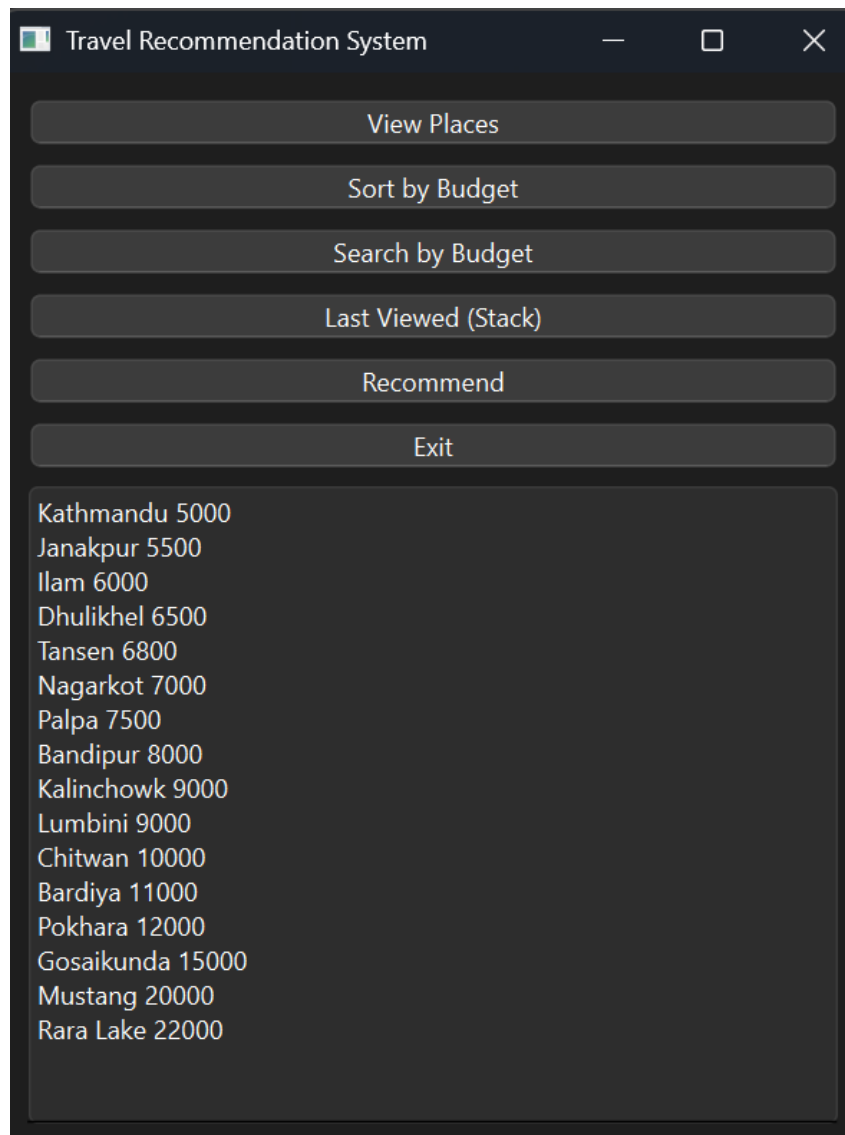 Travel Recommendation System
View Places
Sort by Budget
Search by Budget
Last Viewed (Stack)
Recommend
Exit
Kathmandu 5000
Janakpur 5500
Ilam 6000
Dhulikhel 6500
Tansen 6800
Nagarkot 7000
Palpa 7500
Bandipur 8000
Kalinchowk 9000
Lumbini 9000
Chitwan 10000
Bardiya 11000
Pokhara 12000
Gosaikunda 15000
Mustang 20000
Rara Lake 22000